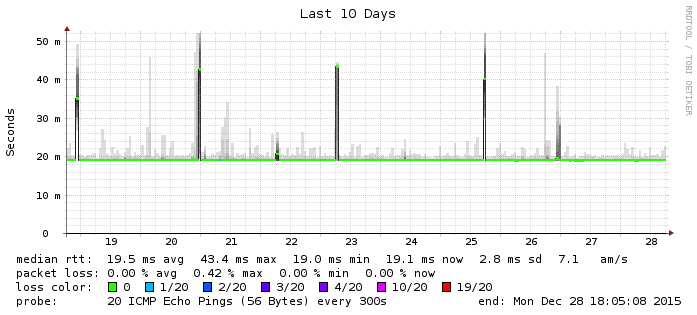 Last 10 Days
RRDTOOL / TOBI OETIKER
Seconds
50 m
40 m
30 m
20 m
10 m
0
19 20 21 22 23 24 25 26 27 28
median rtt: 19.5 ms avg 43.4 ms max 19.0 ms min 19.1 ms now 2.8 ms sd 7.1 am/s
packet loss: 0.00 % avg 0.42 % max 0.00 % min 0.00 % now
loss color: 0 1/20 2/20 3/20 4/20 10/20 19/20
probe: 20 ICMP Echo Pings (56 Bytes) every 300s end: Mon Dec 28 18:05:08 2015